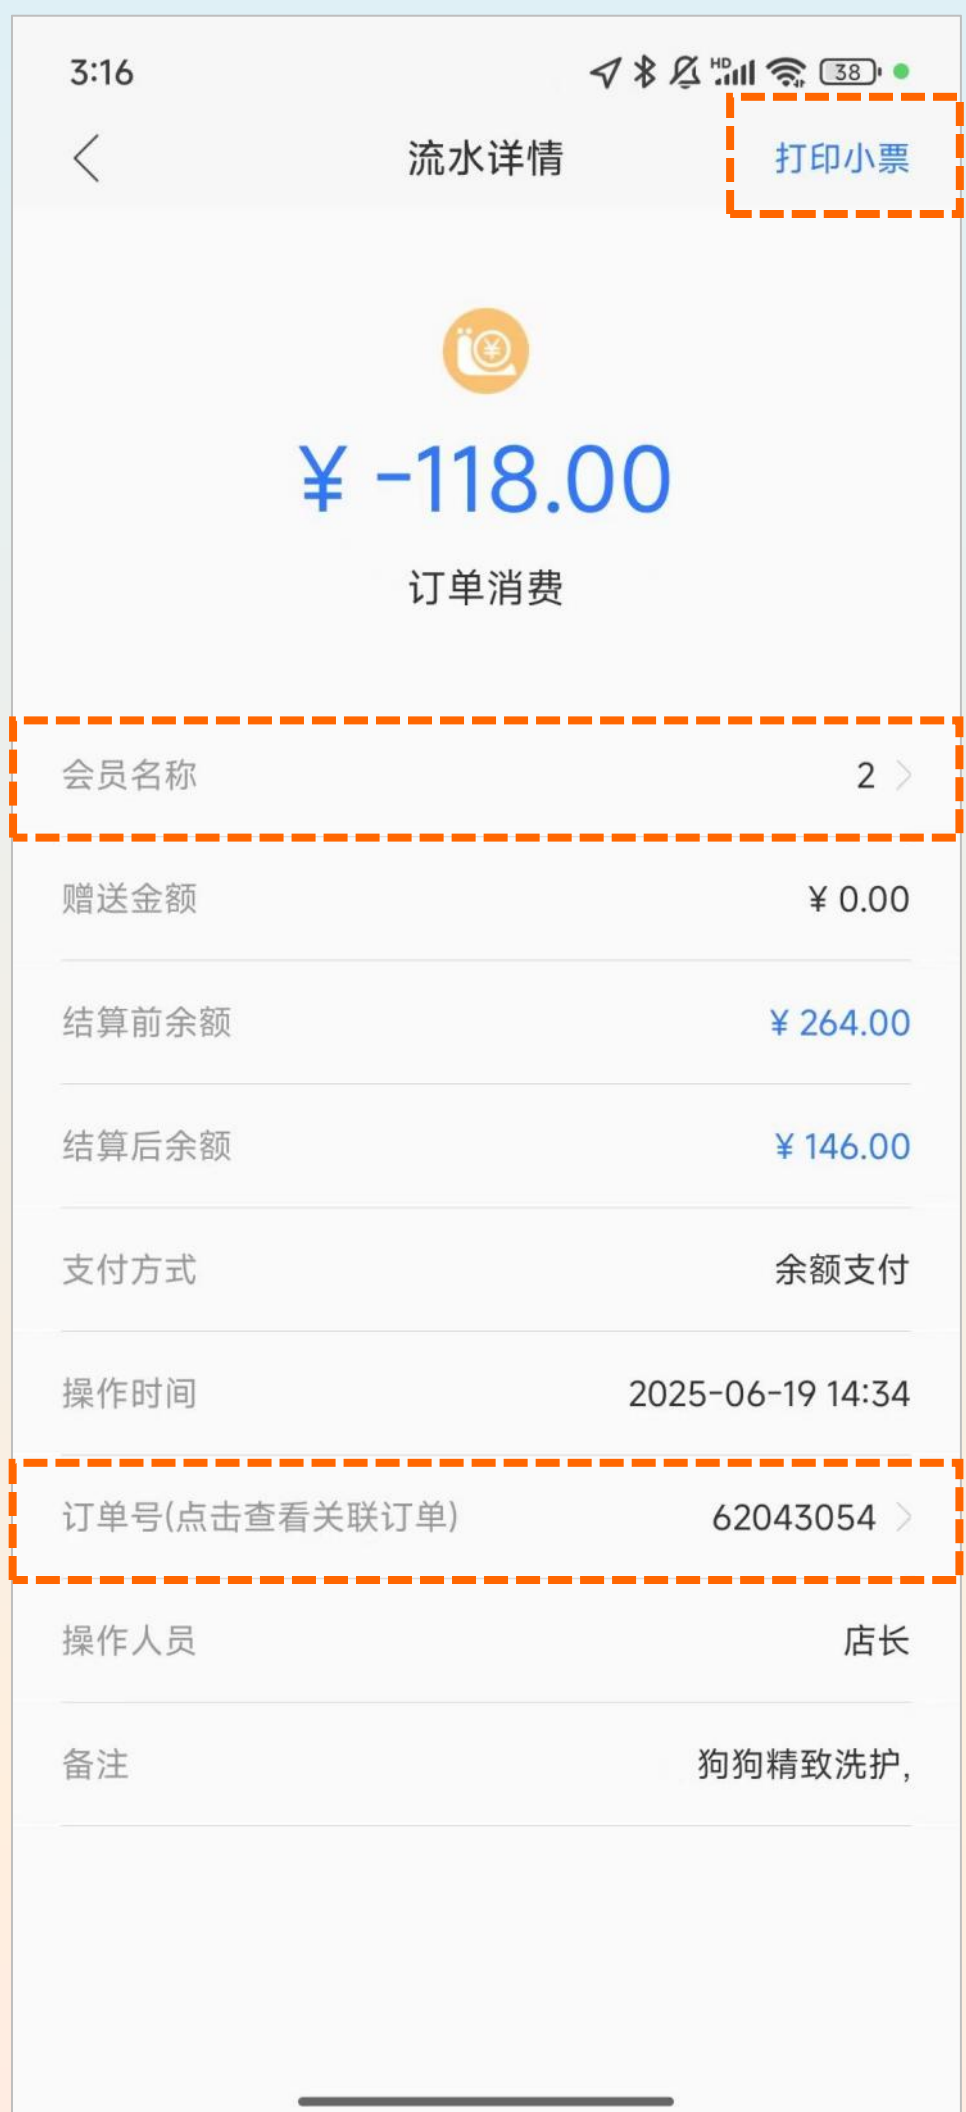 3:16 HD 38
流水详情 打印小票
¥ -118.00
订单消费
会员名称 2
赠送金额 ¥ 0.00
结算前余额 ¥ 264.00
结算后余额 ¥ 146.00
支付方式 余额支付
操作时间 2025-06-19 14:34
订单号(点击查看关联订单) 62043054
操作人员 店长
备注 狗狗精致洗护,